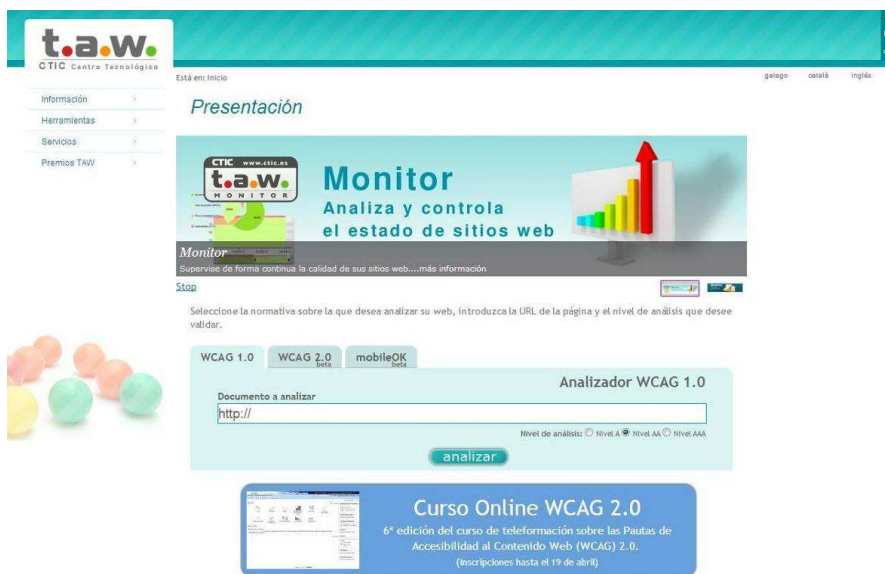 t.a.w.
CTIC Centro Tecnológico
Está en: Inicio
galego català inglés
Información
Herramientas
Servicios
Premios TAW
Presentación
CTIC www.ctic.es
t.a.w.
MONITOR
Monitor
Analiza y controla
el estado de sitios web
Monitor
Supervise de forma continua la calidad de sus sitios web....más información
Stop
Seleccione la normativa sobre la que desea analizar su web, introduzca la URL de la página y el nivel de análisis que desee
validar.
WCAG 1.0 WCAG 2.0 beta mobileOK beta
Analizador WCAG 1.0
Documento a analizar
http://
Nivel de análisis: Nivel A Nivel AA Nivel AAA
analizar
Curso Online WCAG 2.0
6ª edición del curso de teleformación sobre las Pautas de
Accesibilidad al Contenido Web (WCAG) 2.0.
(Inscripciones hasta el 19 de abril)